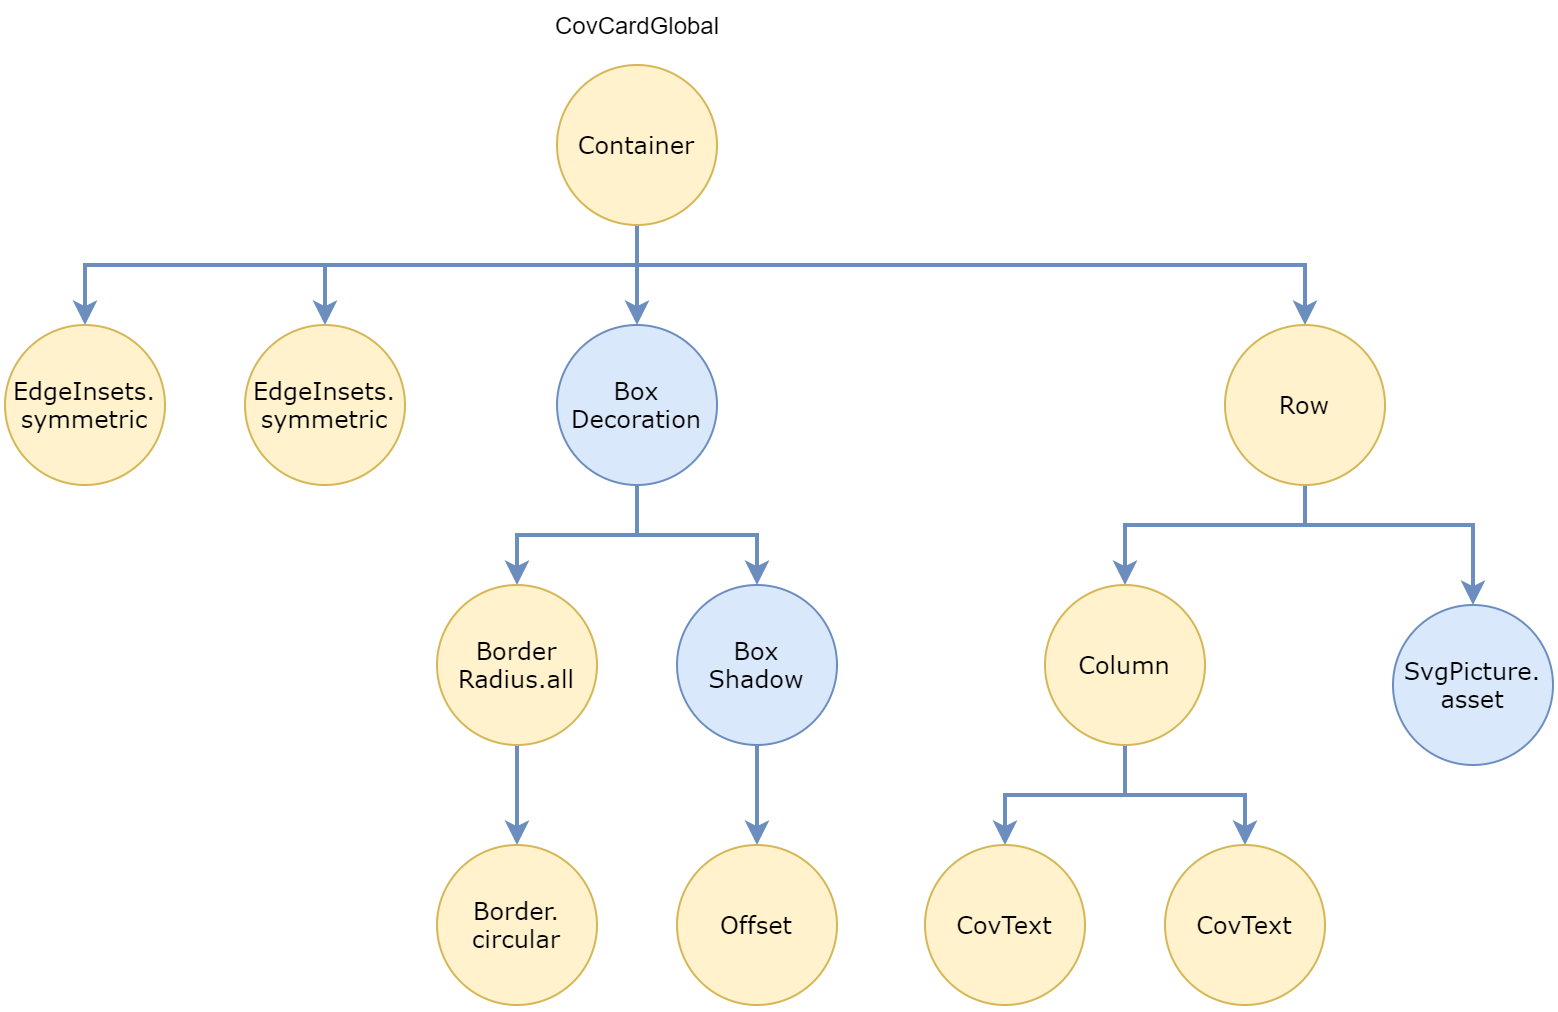 CovCardGlobal
Container
EdgeInsets.
symmetric
EdgeInsets.
symmetric
Box
Decoration
Row
Border
Radius.all
Box
Shadow
Column
SvgPicture.
asset
Border.
circular
Offset
CovText
CovText